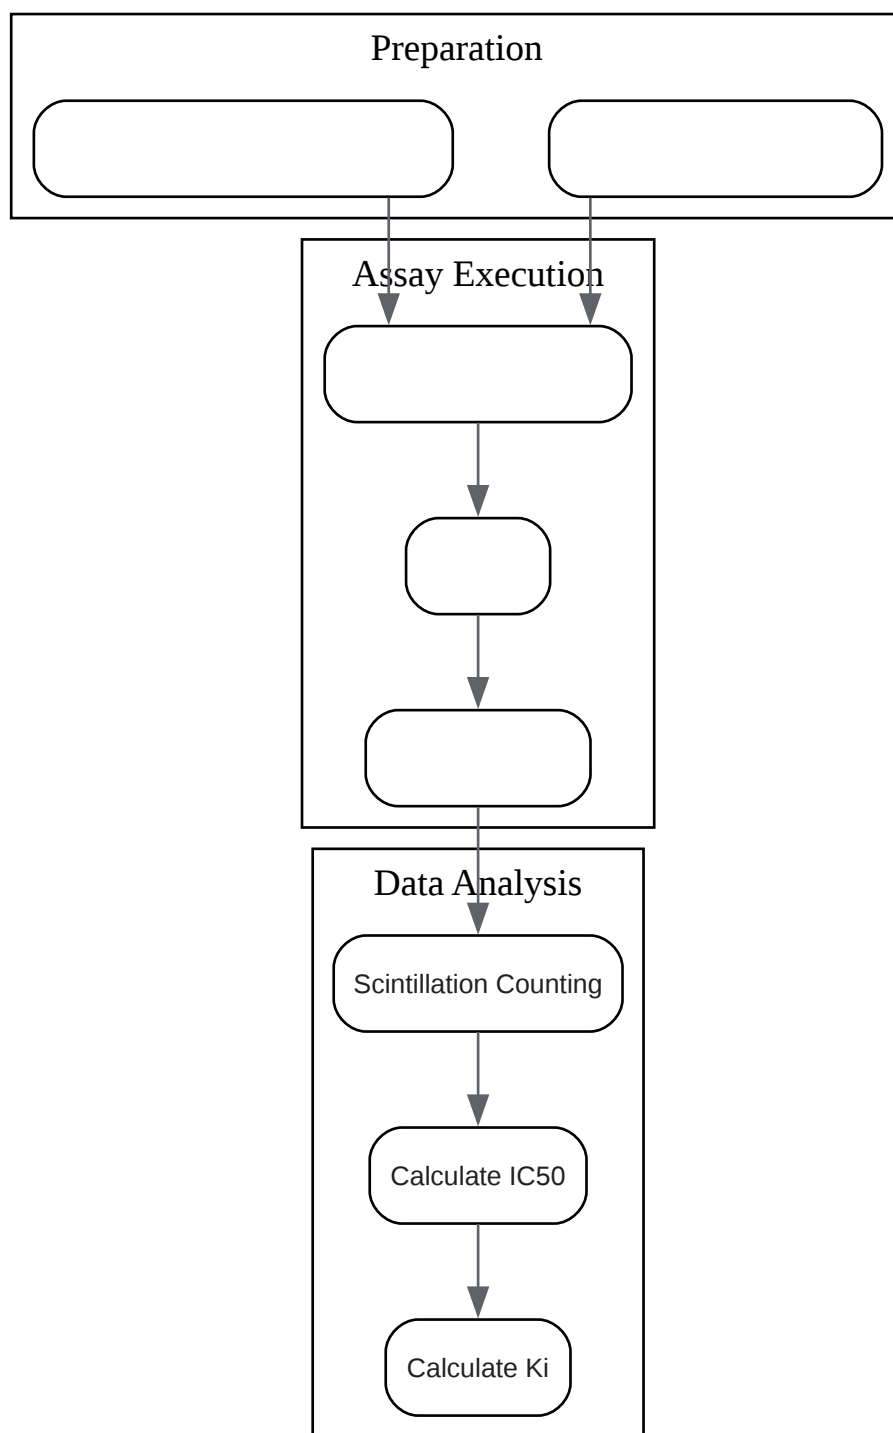 Preparation
Assay Execution
Data Analysis
Scintillation Counting
Calculate IC50
Calculate Ki